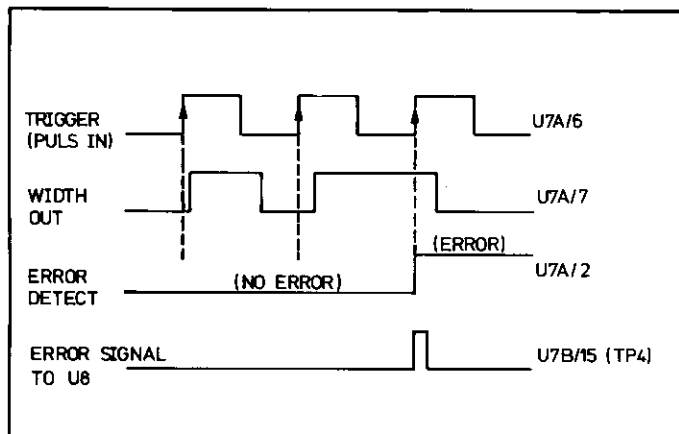 TRIGGER
(PULS IN)
U7A/6
WIDTH
OUT
U7A/7
(ERROR)
U7A/2
ERROR
DETECT
(NO ERROR)
ERROR SIGNAL
TO U8
U7B/15 (TP4)